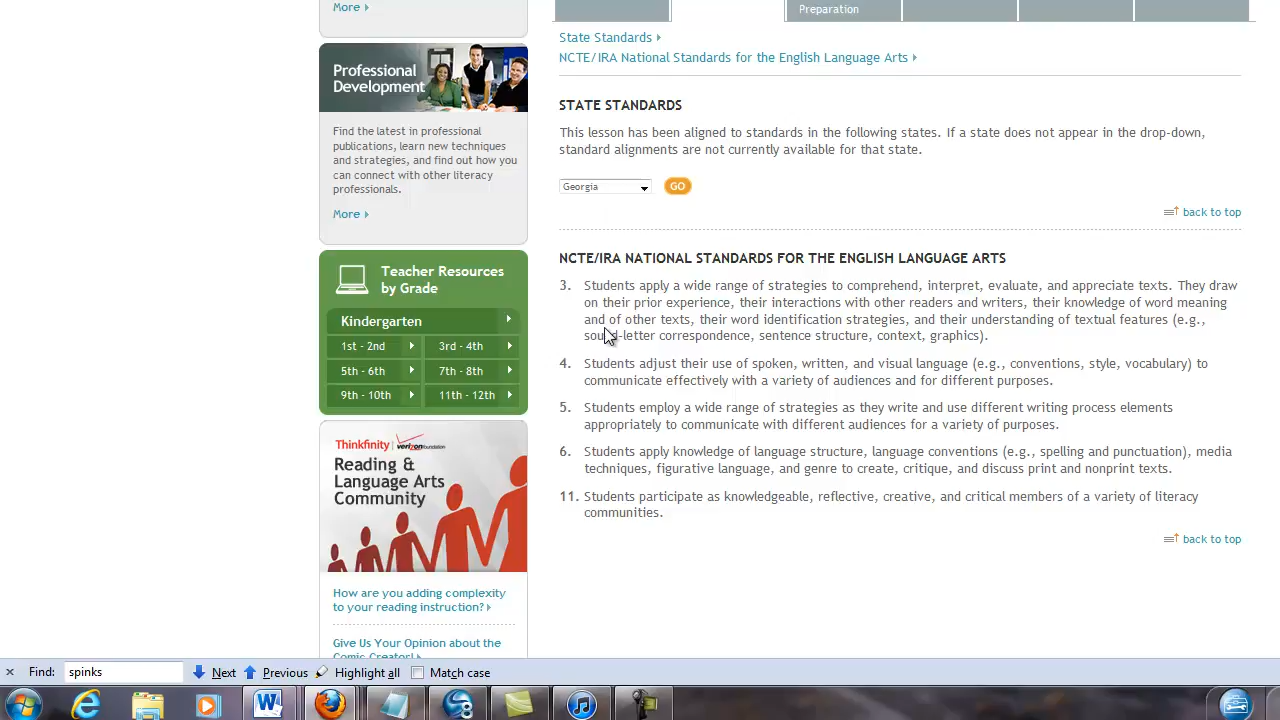 More
Professional
Development
Find the latest in professional
publications, learn new techniques
and strategies, and find out how you
can connect with other literacy
professionals.
More
Teacher Resources
by Grade
Kindergarten
1st - 2nd
3rd - 4th
5th - 6th
7th - 8th
9th - 10th
11th - 12th
Thinkfinity
verizon foundation
Reading &
Language Arts
Community
How are you adding complexity
to your reading instruction?
Give Us Your Opinion about the
Comic Creator!
Preparation
State Standards
NCTE/IRA National Standards for the English Language Arts
STATE STANDARDS
This lesson has been aligned to standards in the following states. If a state does not appear in the drop-down,
standard alignments are not currently available for that state.
Georgia
GO
back to top
NCTE/IRA NATIONAL STANDARDS FOR THE ENGLISH LANGUAGE ARTS
3. Students apply a wide range of strategies to comprehend, interpret, evaluate, and appreciate texts. They draw
on their prior experience, their interactions with other readers and writers, their knowledge of word meaning
and of other texts, their word identification strategies, and their understanding of textual features (e.g.,
sound-letter correspondence, sentence structure, context, graphics).
4. Students adjust their use of spoken, written, and visual language (e.g., conventions, style, vocabulary) to
communicate effectively with a variety of audiences and for different purposes.
5. Students employ a wide range of strategies as they write and use different writing process elements
appropriately to communicate with different audiences for a variety of purposes.
6. Students apply knowledge of language structure, language conventions (e.g., spelling and punctuation), media
techniques, figurative language, and genre to create, critique, and discuss print and nonprint texts.
11. Students participate as knowledgeable, reflective, creative, and critical members of a variety of literacy
communities.
back to top
Find: spinks Next Previous Highlight all Match case